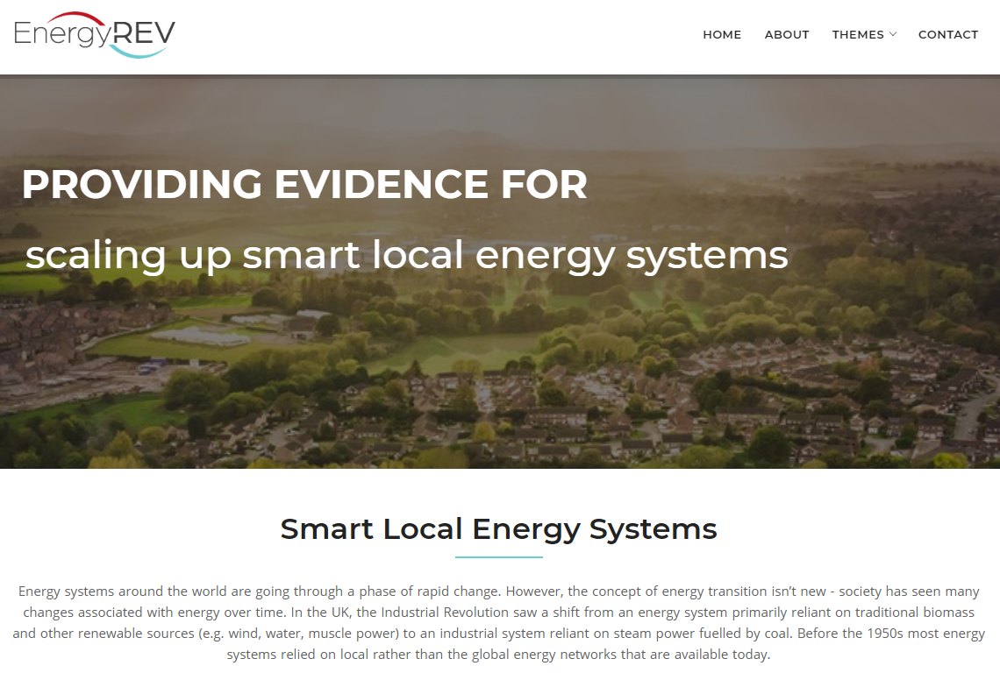 EnergyREV
HOME ABOUT THEMES CONTACT
PROVIDING EVIDENCE FOR
scaling up smart local energy systems
Smart Local Energy Systems
Energy systems around the world are going through a phase of rapid change. However, the concept of energy transition isn’t new - society has seen many
changes associated with energy over time. In the UK, the Industrial Revolution saw a shift from an energy system primarily reliant on traditional biomass
and other renewable sources (e.g. wind, water, muscle power) to an industrial system reliant on steam power fuelled by coal. Before the 1950s most energy
systems relied on local rather than the global energy networks that are available today.